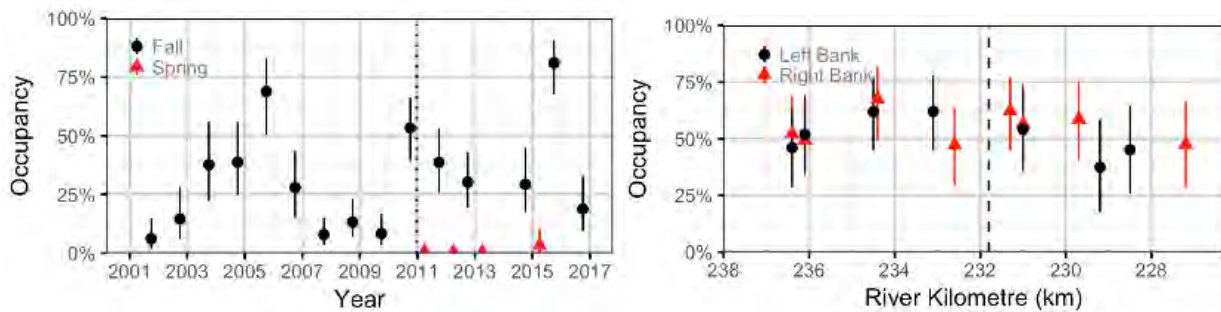 100%
75%
50%
25%
0%
Occupancy
Fall
Spring
2001 2003 2005 2007 2009 2011 2013 2015 2017
Year
100%
75%
50%
25%
0%
Occupancy
Left Bank
Right Bank
238 236 234 232 230 228
River Kilometre (km)